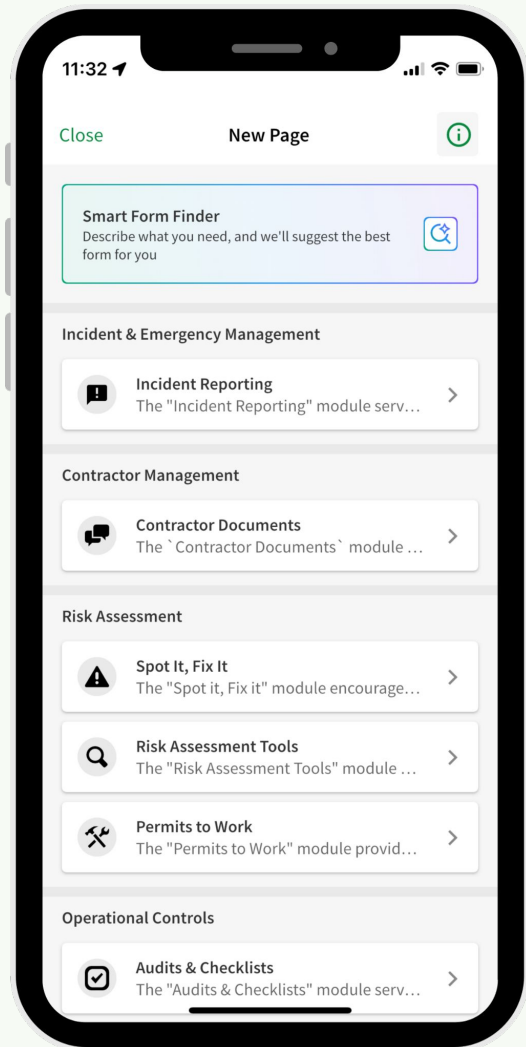 11:32
Close
New Page
Smart Form Finder
Describe what you need, and we'll suggest the best
form for you
Incident & Emergency Management
Incident Reporting
The "Incident Reporting" module serv...
Contractor Management
Contractor Documents
The `Contractor Documents` module ...
Risk Assessment
Spot It, Fix It
The "Spot it, Fix it" module encourage...
Risk Assessment Tools
The "Risk Assessment Tools" module ...
Permits to Work
The "Permits to Work" module provid...
Operational Controls
Audits & Checklists
The "Audits & Checklists" module serv...